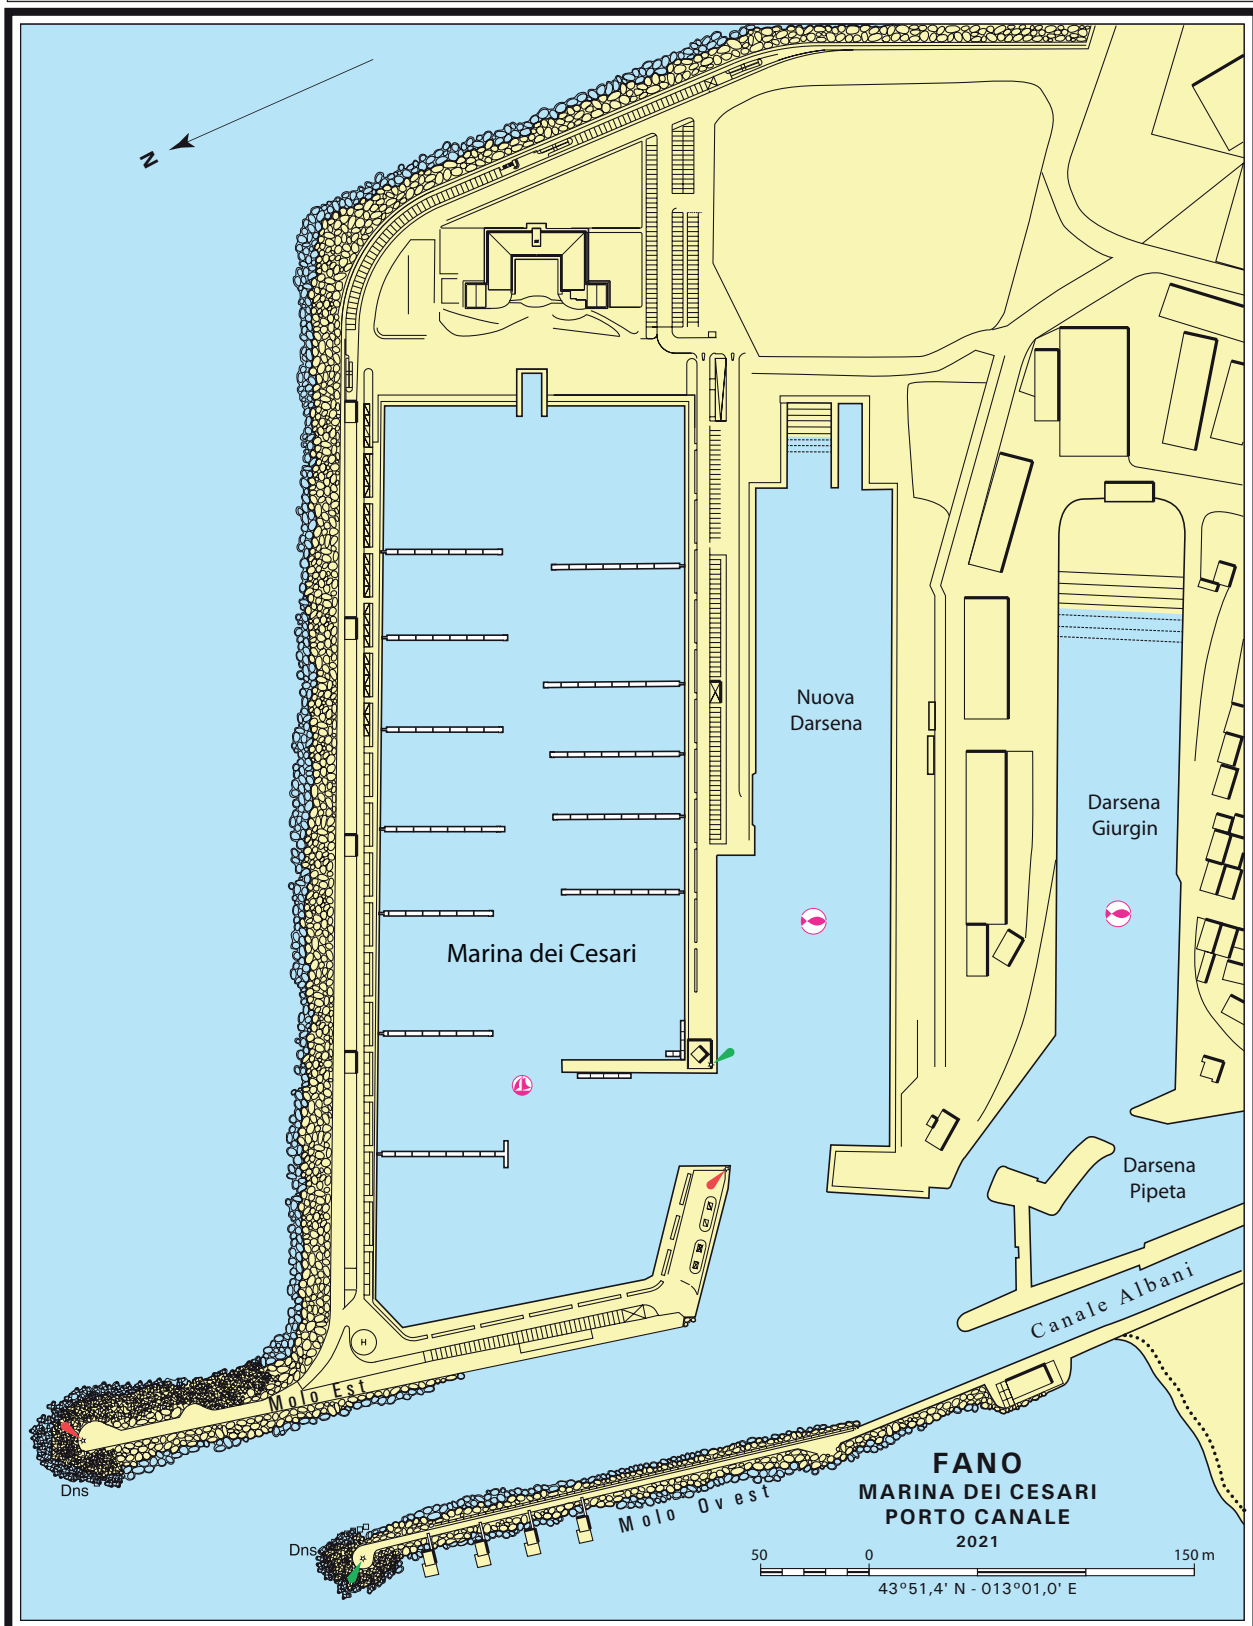 N
Nuova
Darsena
Darsena
Giurgin
Marina dei Cesari
Darsena
Pipeta
Canale Albani
H
Molo Est
Dns
Molo Ovest
Dns
FANO
MARINA DEI CESARI
PORTO CANALE
2021
50 0 150 m
43°51,4' N - 013°01,0' E